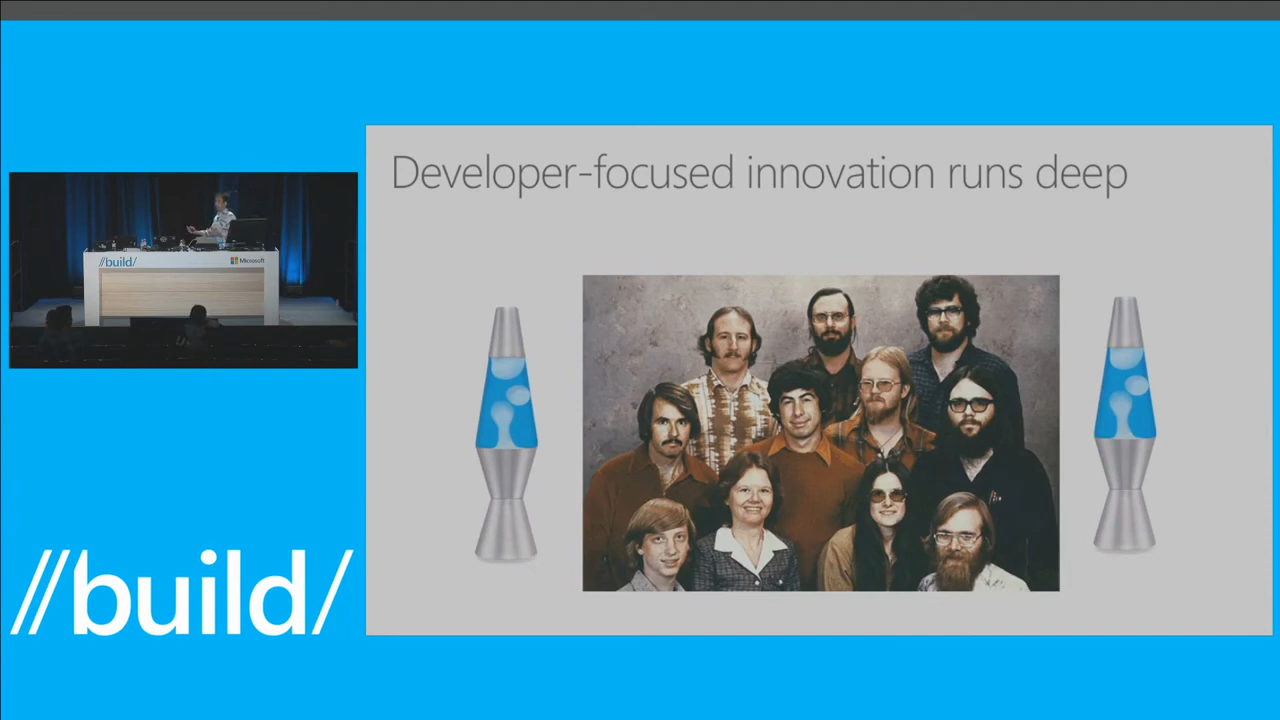 Developer-focused innovation runs deep
//build/
Microsoft
//build/